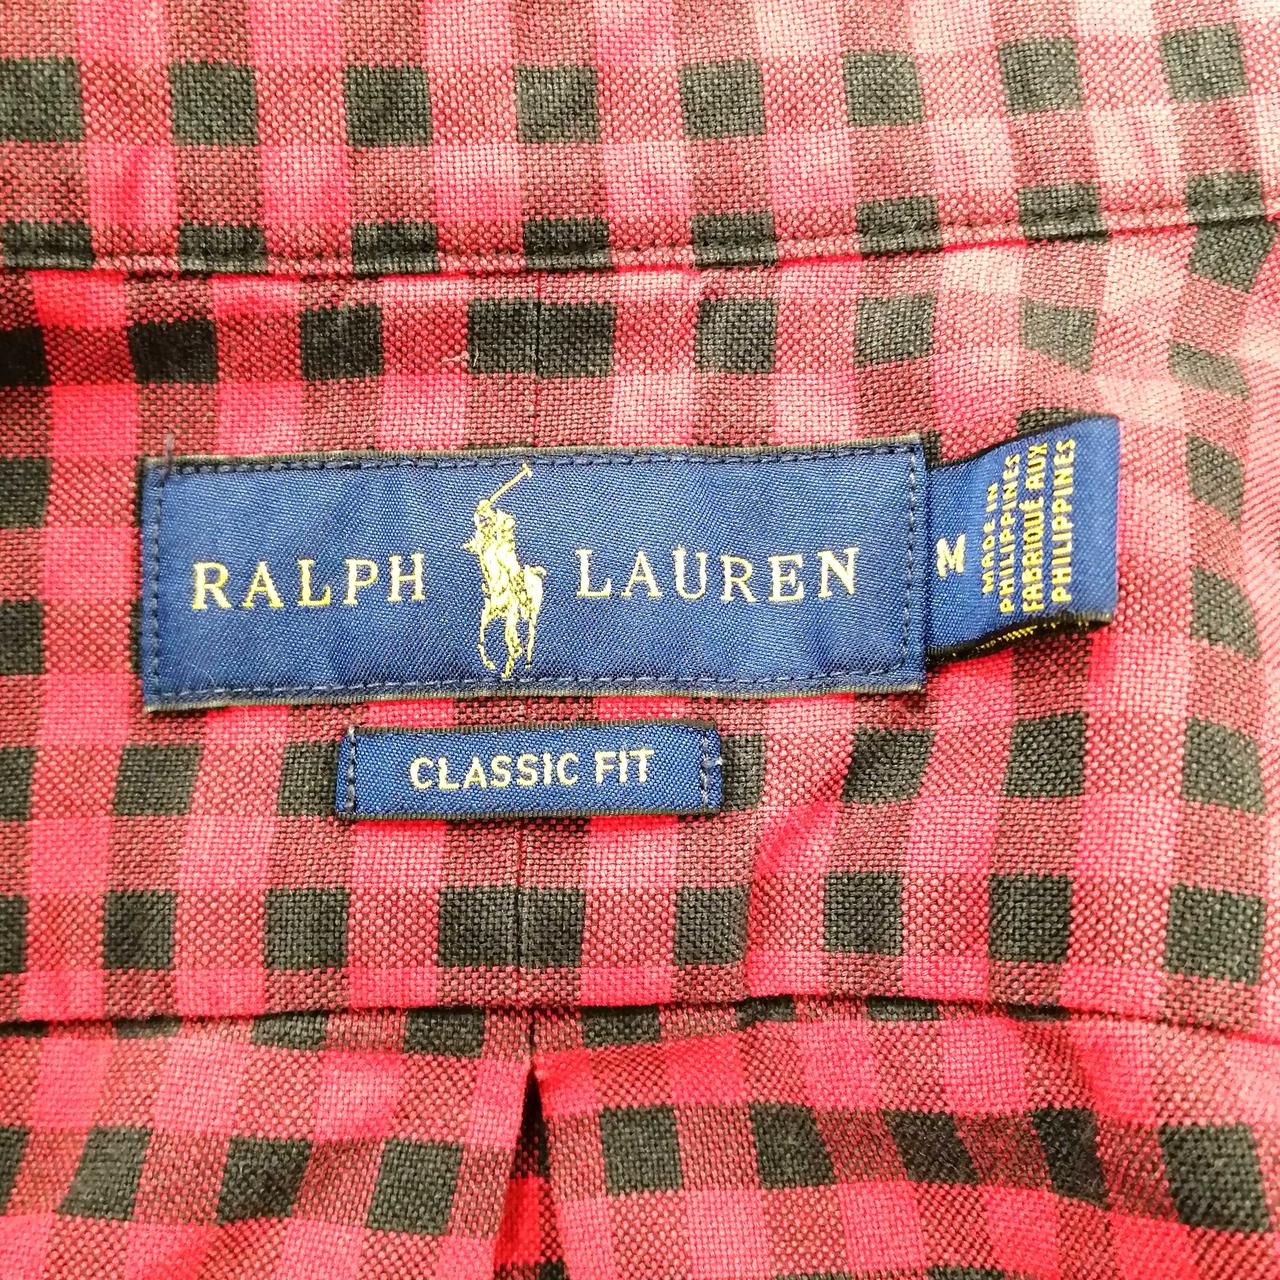 RALPH LAUREN
M
MADE IN
PHILIPPINES
FABRIQUÉ AUX
PHILIPPINES
CLASSIC FIT